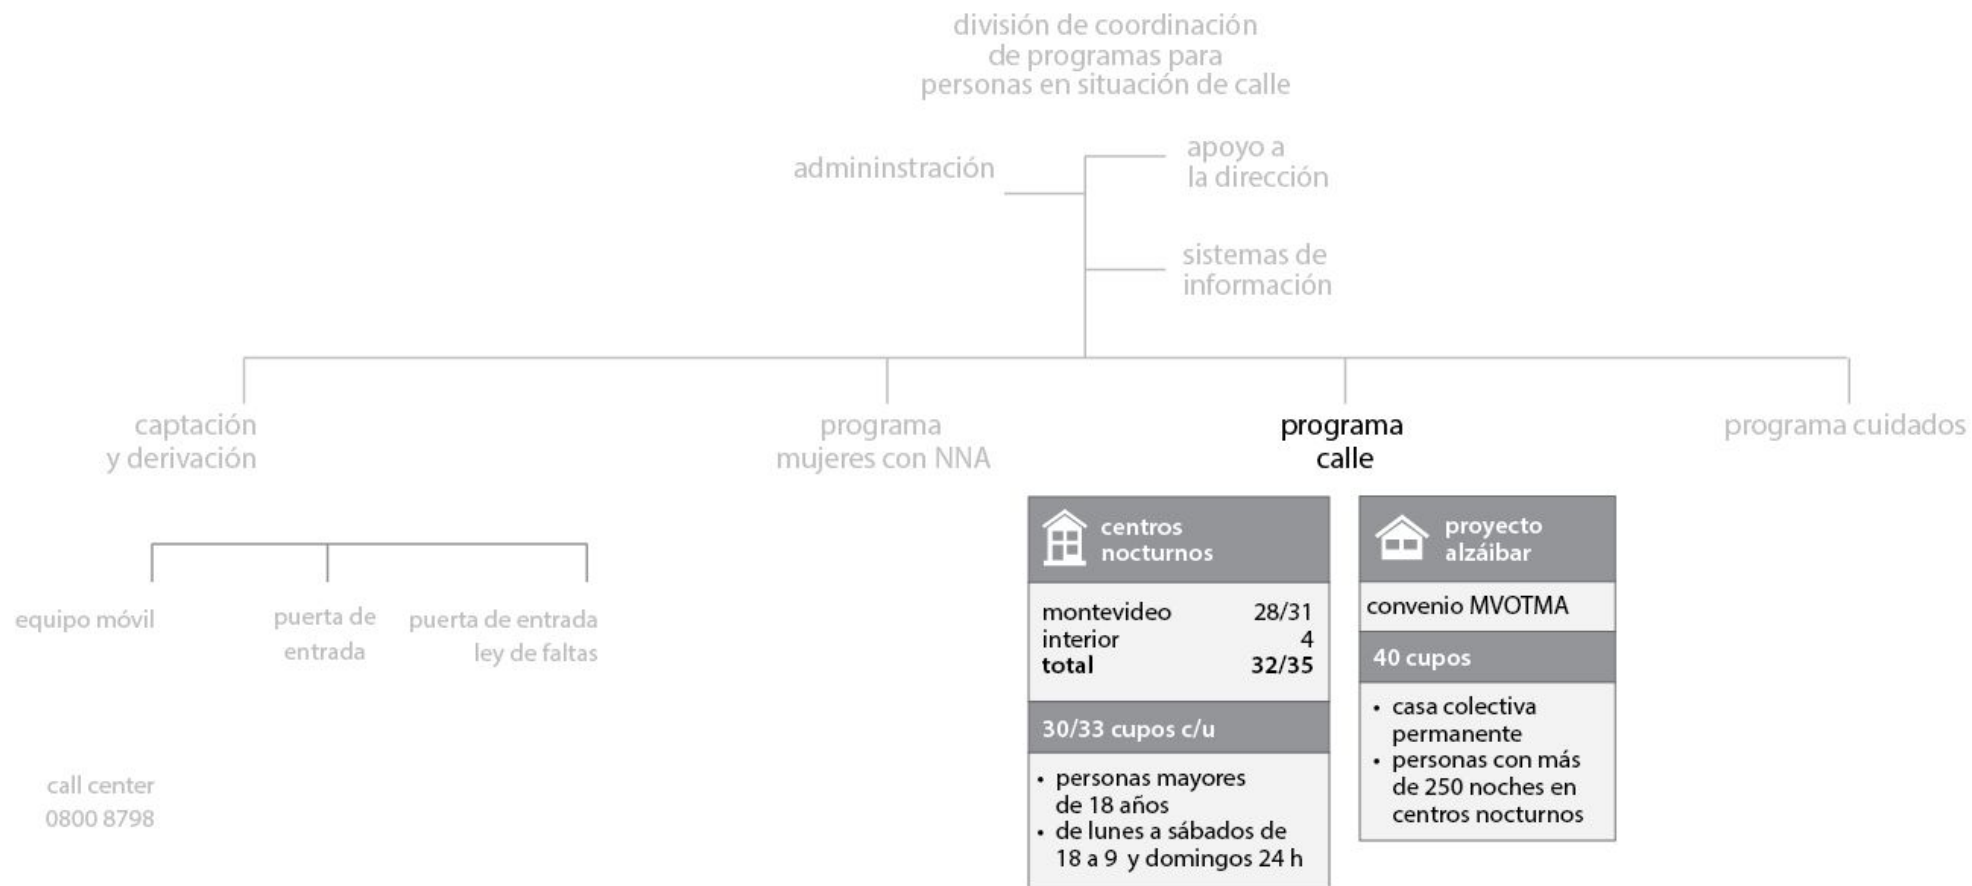 división de coordinación
de programas para
personas en situación de calle
admininstración
apoyo a
la dirección
sistemas de
información
captación
y derivación
programa
mujeres con NNA
programa
calle
programa cuidados
equipo móvil
puerta de
entrada
puerta de entrada
ley de faltas
call center
0800 8798
centros
nocturnos
montevideo 28/31
interior 4
total 32/35
30/33 cupos c/u
• personas mayores
de 18 años
• de lunes a sábados de
18 a 9 y domingos 24 h
proyecto
alzáibar
convenio MVOTMA
40 cupos
• casa colectiva
permanente
• personas con más
de 250 noches en
centros nocturnos